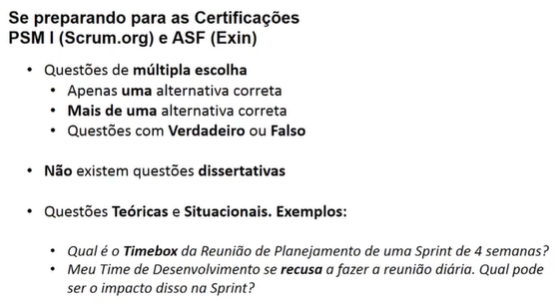 Se preparando para as Certificações
PSM I (Scrum.org) e ASF (Exin)
• Questões de múltipla escolha
• Apenas uma alternativa correta
• Mais de uma alternativa correta
• Questões com Verdadeiro ou Falso
• Não existem questões dissertativas
• Questões Teóricas e Situacionais. Exemplos:
• Qual é o Timebox da Reunião de Planejamento de uma Sprint de 4 semanas?
• Meu Time de Desenvolvimento se recusa a fazer a reunião diária. Qual pode
ser o impacto disso na Sprint?